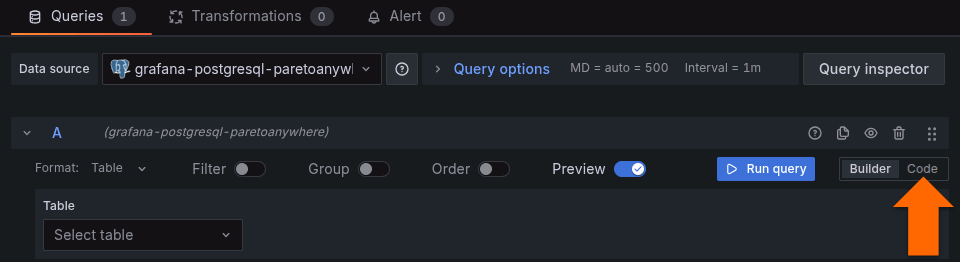 Queries 1 Transformations 0 Alert 0
Data source grafana-postgresql-paretoanywl Query options MD = auto = 500 Interval = 1m Query inspector
A (grafana-postgresql-paretoanywhere)
Format: Table Filter Group Order Preview Run query Builder Code
Table
Select table